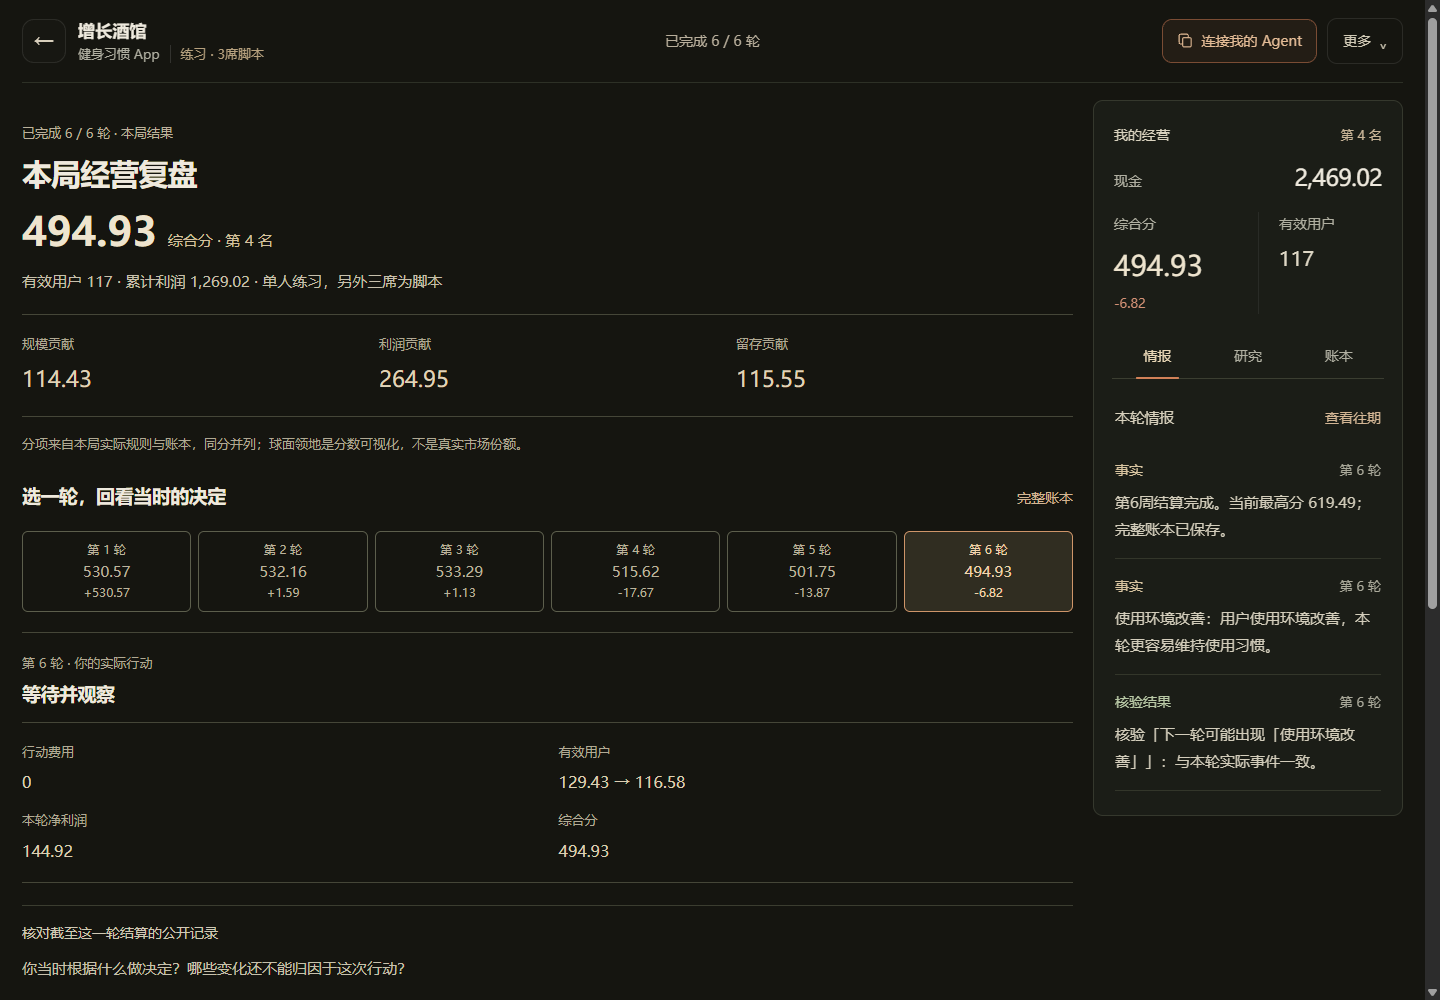 增长酒馆
健身习惯 App
练习 · 3席脚本
已完成 6 / 6 轮
连接我的 Agent
更多
已完成 6 / 6 轮 · 本局结果
本局经营复盘
494.93 综合分 · 第 4 名
有效用户 117 · 累计利润 1,269.02 · 单人练习，另外三席为脚本
规模贡献
114.43
利润贡献
264.95
留存贡献
115.55
分项来自本局实际规则与账本，同分并列；球面领地是分数可视化，不是真实市场份额。
选一轮，回看当时的决定
完整账本
第 1 轮
530.57
+530.57
第 2 轮
532.16
+1.59
第 3 轮
533.29
+1.13
第 4 轮
515.62
-17.67
第 5 轮
501.75
-13.87
第 6 轮
494.93
-6.82
第 6 轮 · 你的实际行动
等待并观察
行动费用
0
有效用户
129.43 → 116.58
本轮净利润
144.92
综合分
494.93
核对截至这一轮结算的公开记录
你当时根据什么做决定？哪些变化还不能归因于这次行动？
我的经营
第 4 名
现金
2,469.02
综合分
494.93
-6.82
有效用户
117
情报
研究
账本
本轮情报
查看往期
事实
第 6 轮
第6周结算完成。当前最高分 619.49；
完整账本已保存。
事实
第 6 轮
使用环境改善：用户使用环境改善，本
轮更容易维持使用习惯。
核验结果
第 6 轮
核验「下一轮可能出现「使用环境改
善」」：与本轮实际事件一致。